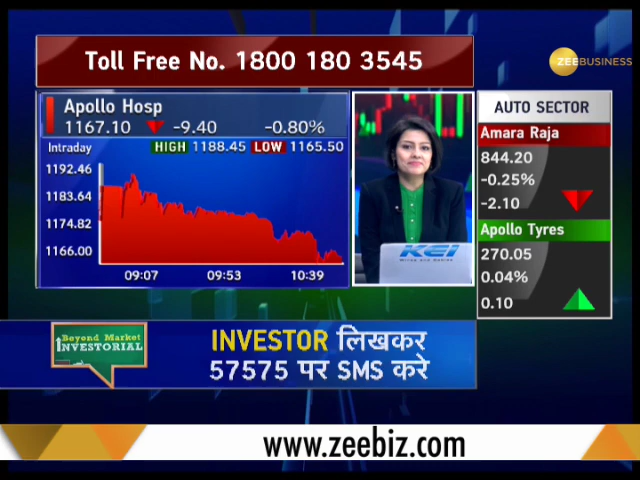 Toll Free No. 1800 180 3545
ZEEBUSINESS
Apollo Hosp
1167.10 -9.40 -0.80%
Intraday HIGH 1188.45 LOW 1165.50
1192.46
1183.64
1174.82
1166.00
09:07 09:53 10:39
KEI
AUTO SECTOR
Amara Raja
844.20
-0.25%
-2.10
Apollo Tyres
270.05
0.04%
0.10
Beyond Market
INVESTORIAL
INVESTOR लिखकर
57575 पर SMS करे
www.zeebiz.com